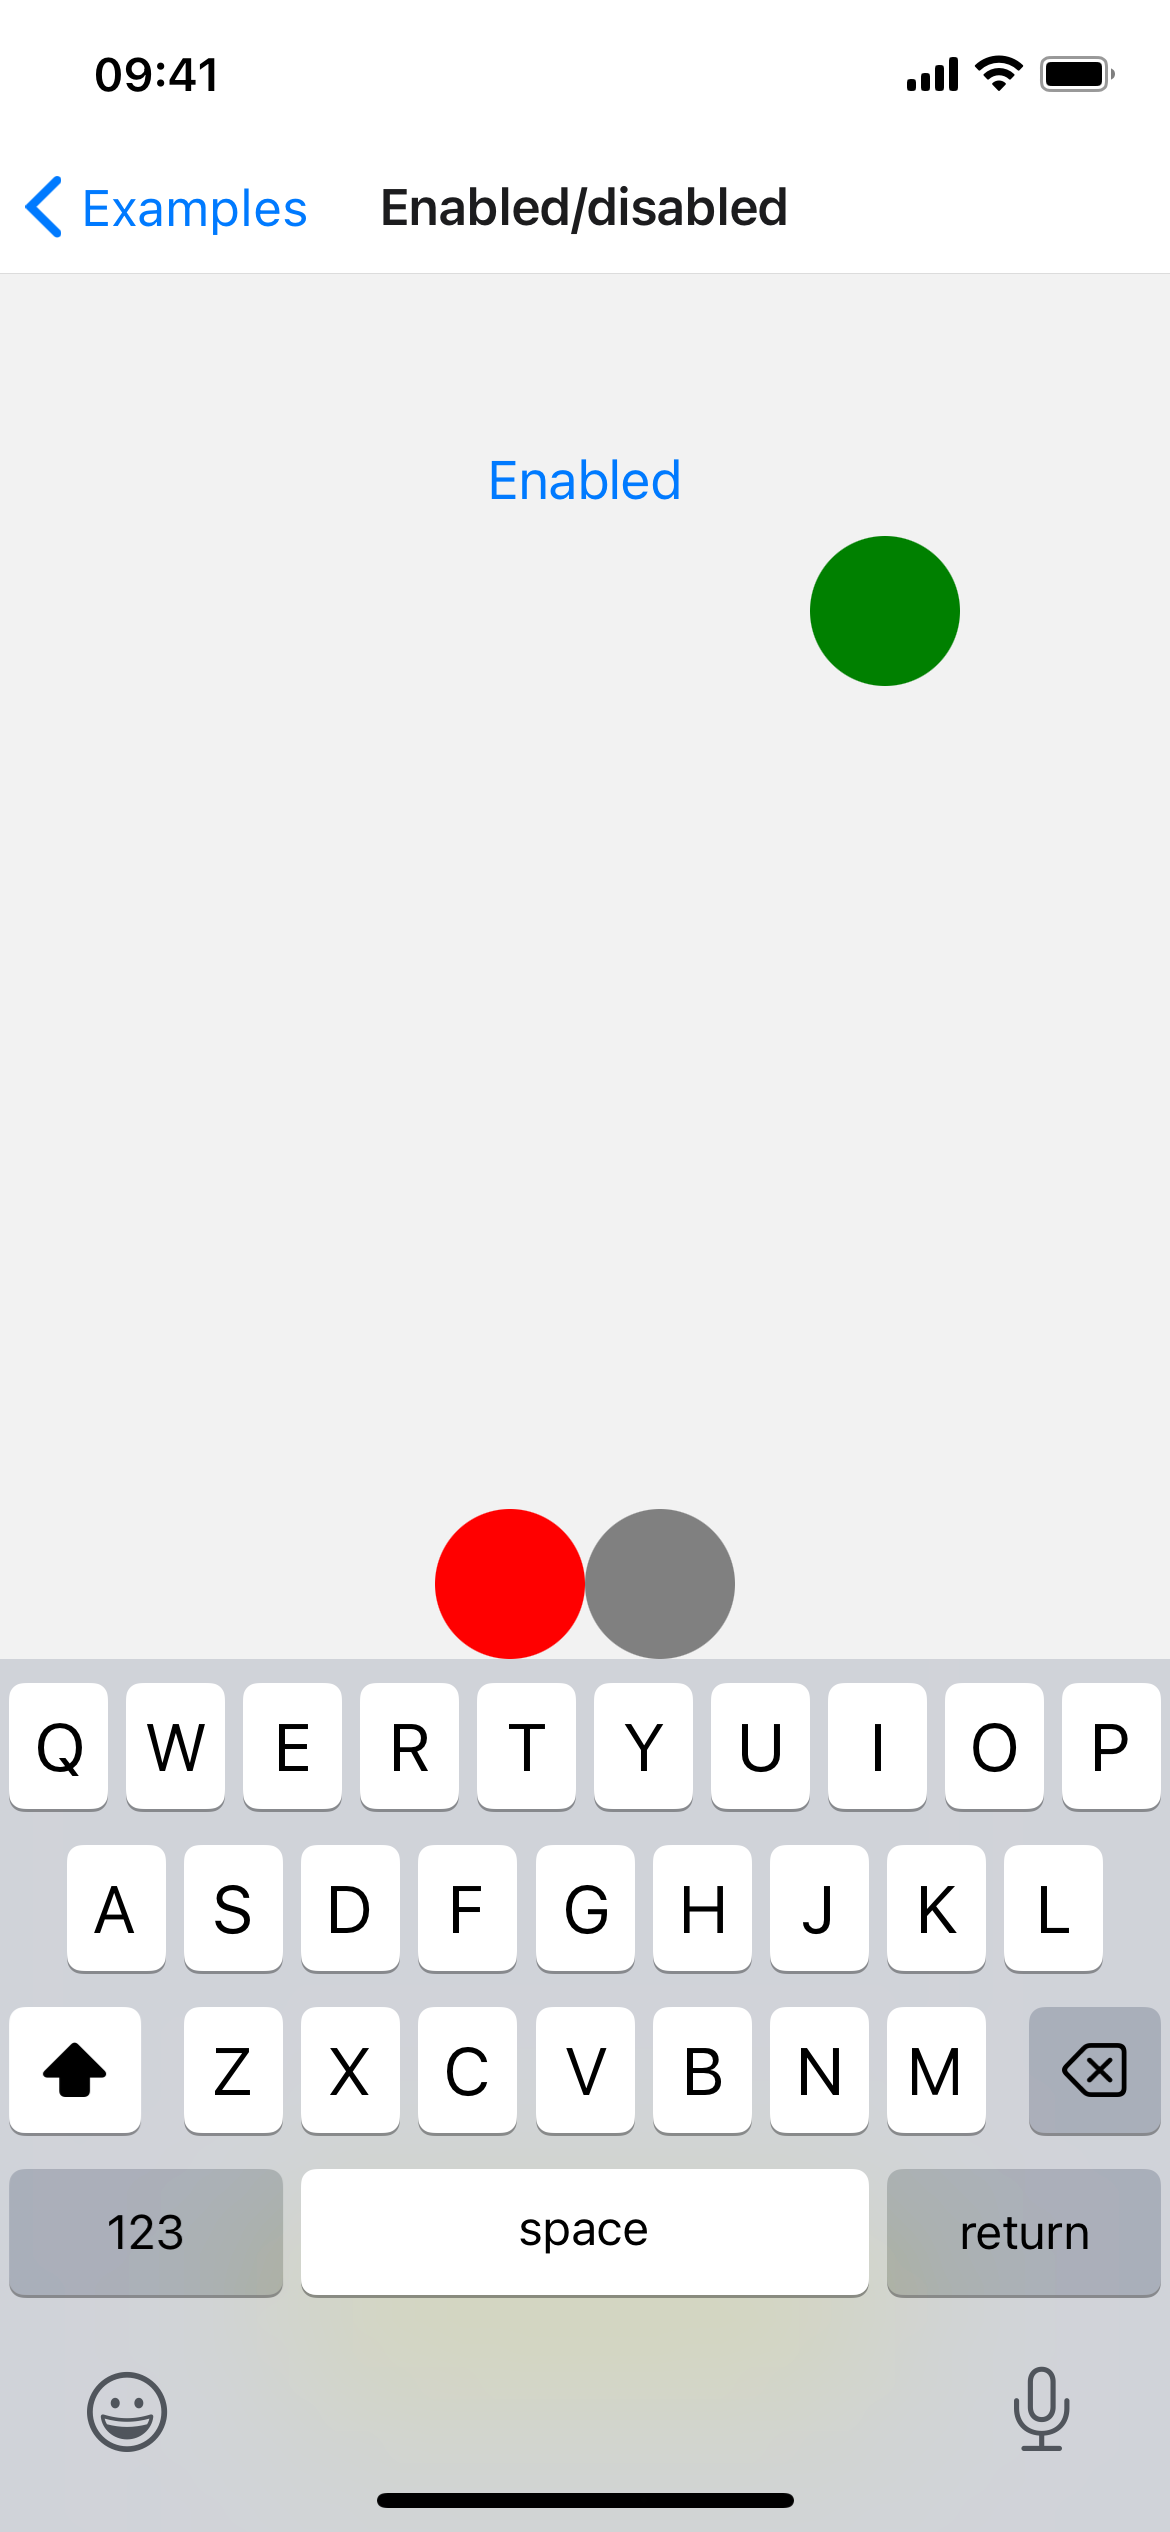 09:41
Examples Enabled/disabled
Enabled
Q W E R T Y U I O P
A S D F G H J K L
Z X C V B N M
123 space return